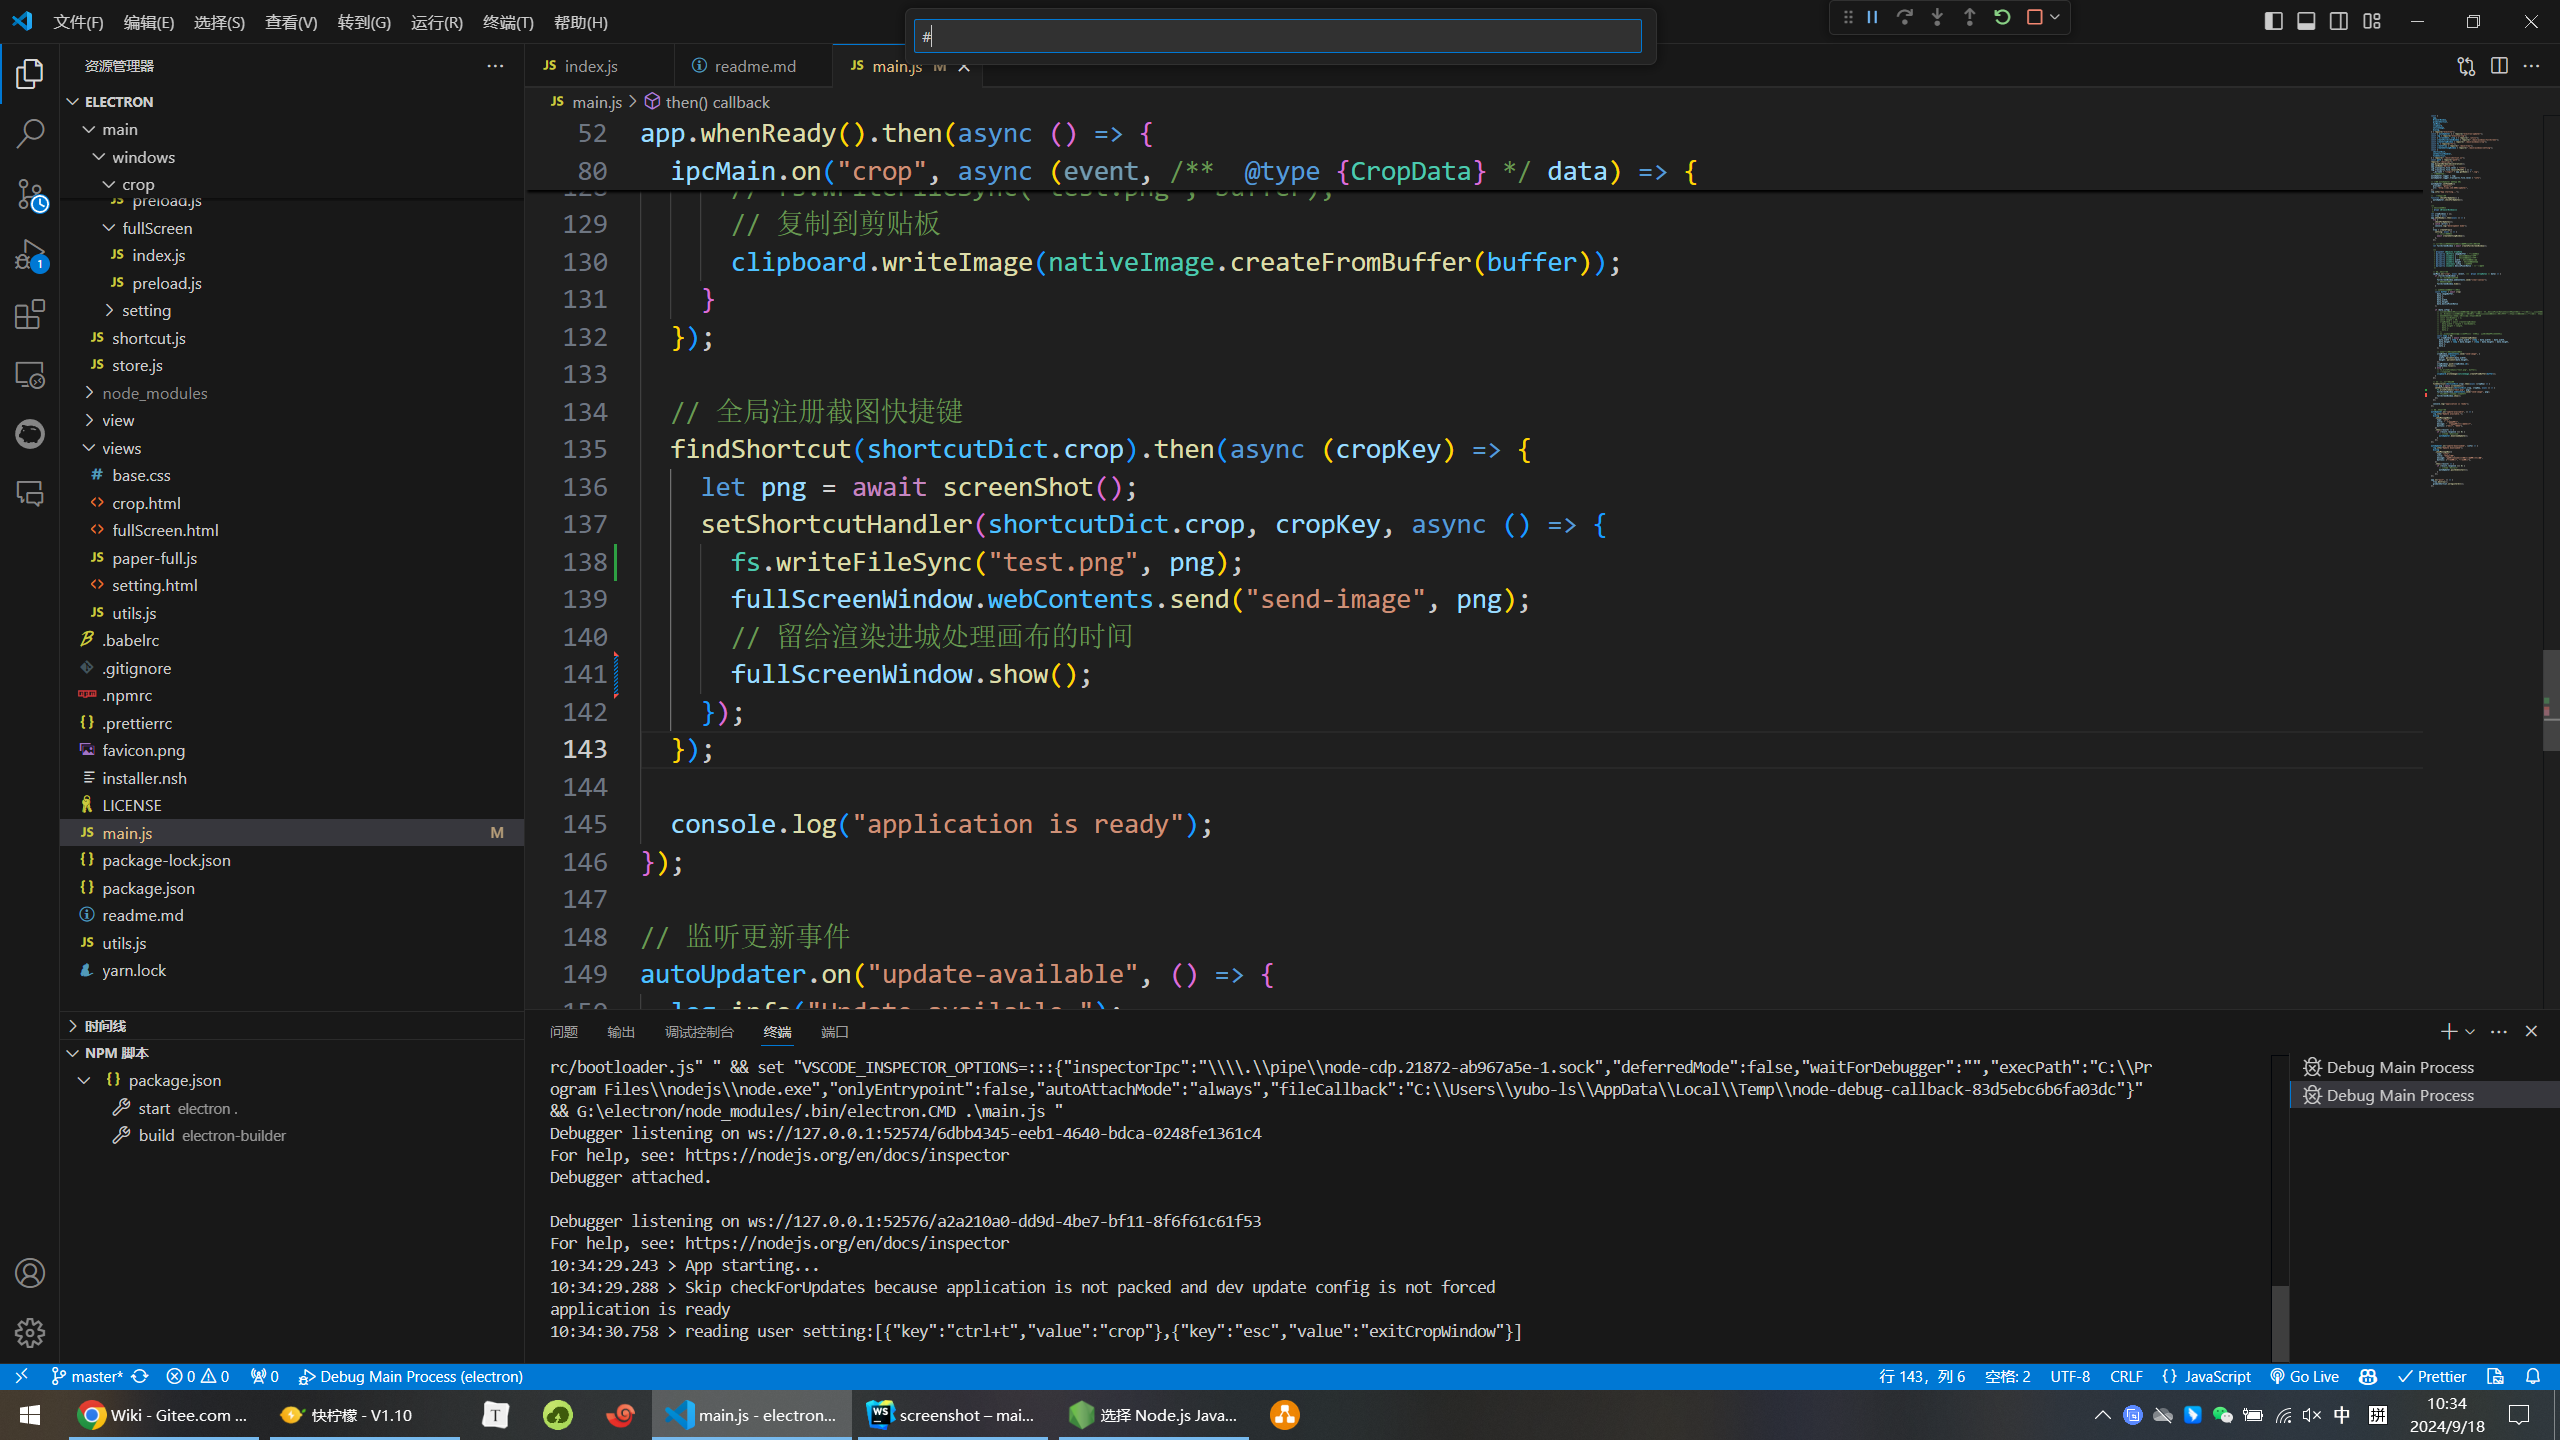 文件(F) 编辑(E) 选择(S) 查看(V) 转到(G) 运行(R) 终端(T) 帮助(H)
#
资源管理器
ELECTRON
main
windows
crop
preload.js
fullScreen
index.js
preload.js
setting
shortcut.js
store.js
node_modules
view
views
base.css
crop.html
fullScreen.html
paper-full.js
setting.html
utils.js
.babelrc
.gitignore
.npmrc
.prettierrc
favicon.png
installer.nsh
LICENSE
main.js M
package-lock.json
package.json
readme.md
utils.js
yarn.lock
时间线
NPM 脚本
package.json
start electron .
build electron-builder
index.js readme.md main.js M
main.js > then() callback
52 app.whenReady().then(async () => {
80 ipcMain.on("crop", async (event, /** @type {CropData} */ data) => {
128 // fs.writeFileSync("test.png", buffer);
129 // 复制到剪贴板
130 clipboard.writeImage(nativeImage.createFromBuffer(buffer));
131 }
132 });
133
134 // 全局注册截图快捷键
135 findShortcut(shortcutDict.crop).then(async (cropKey) => {
136 let png = await screenShot();
137 setShortcutHandler(shortcutDict.crop, cropKey, async () => {
138 fs.writeFileSync("test.png", png);
139 fullScreenWindow.webContents.send("send-image", png);
140 // 留给渲染进城处理画布的时间
141 fullScreenWindow.show();
142 });
143 });
144
145 console.log("application is ready");
146 });
147
148 // 监听更新事件
149 autoUpdater.on("update-available", () => {
150 log.info("Update available.");
问题 输出 调试控制台 终端 端口
rc/bootloader.js" " && set "VSCODE_INSPECTOR_OPTIONS=:::{"inspectorIpc":"\\\\.\\pipe\\node-cdp.21872-ab967a5e-1.sock","deferredMode":false,"waitForDebugger":"","execPath":"C:\\Pr
ogram Files\\nodejs\\node.exe","onlyEntrypoint":false,"autoAttachMode":"always","fileCallback":"C:\\Users\\yubo-ls\\AppData\\Local\\Temp\\node-debug-callback-83d5ebc6b6fa03dc"}"
&& G:\electron/node_modules/.bin/electron.CMD .\main.js "
Debugger listening on ws://127.0.0.1:52574/6dbb4345-eeb1-4640-bdca-0248fe1361c4
For help, see: https://nodejs.org/en/docs/inspector
Debugger attached.
Debugger listening on ws://127.0.0.1:52576/a2a210a0-dd9d-4be7-bf11-8f6f61c61f53
For help, see: https://nodejs.org/en/docs/inspector
10:34:29.243 > App starting...
10:34:29.288 > Skip checkForUpdates because application is not packed and dev update config is not forced
application is ready
10:34:30.758 > reading user setting:[{"key":"ctrl+t","value":"crop"},{"key":"esc","value":"exitCropWindow"}]
Debug Main Process
Debug Main Process
master* 0 0 0 Debug Main Process (electron) 行 143，列 6 空格: 2 UTF-8 CRLF {} JavaScript Go Live Prettier
Wiki - Gitee.com ... 快柠檬 - V1.10 T main.js - electron... WS screenshot – mai... 选择 Node.js Java... 中 拼 10:34
2024/9/18